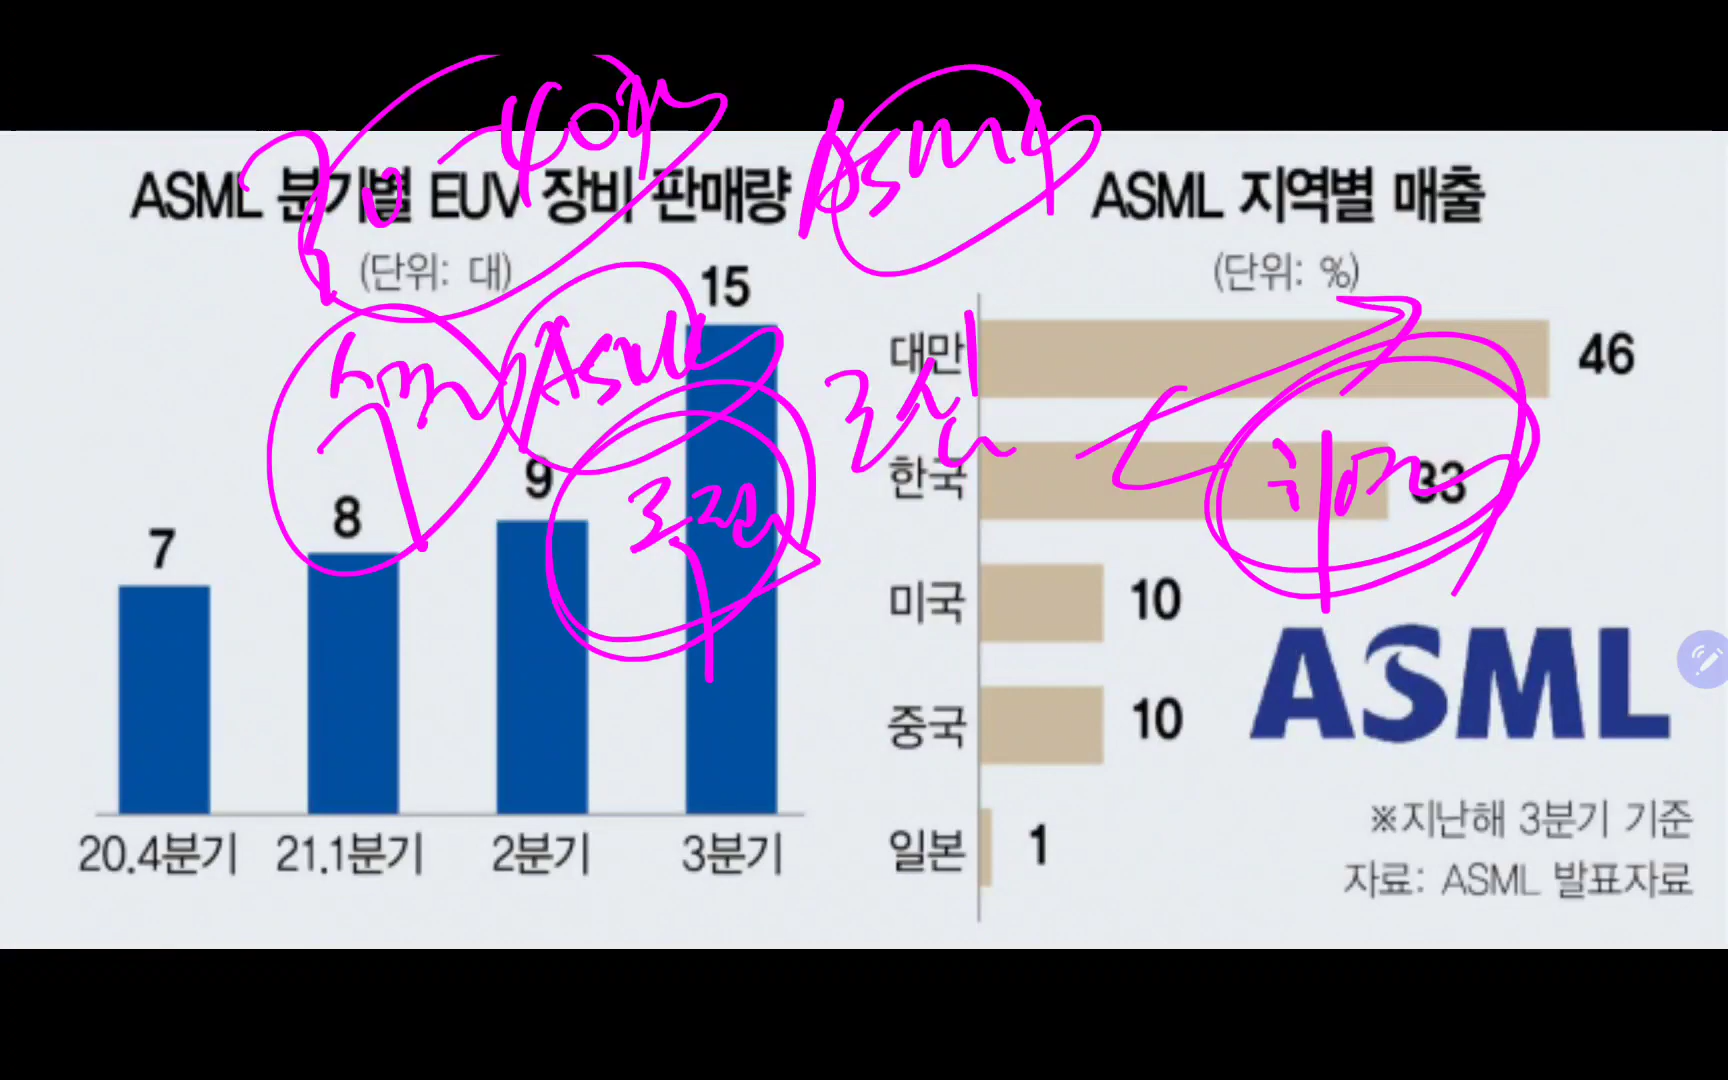 ASML 분기별 EUV 장비 판매량
(단위: 대)
15
9
8
7
20.4분기 21.1분기 2분기 3분기
ASML 지역별 매출
(단위: %)
대만 46
한국 33
미국 10
중국 10
일본 1
ASML
※지난해 3분기 기준
자료: ASML 발표자료
ASML